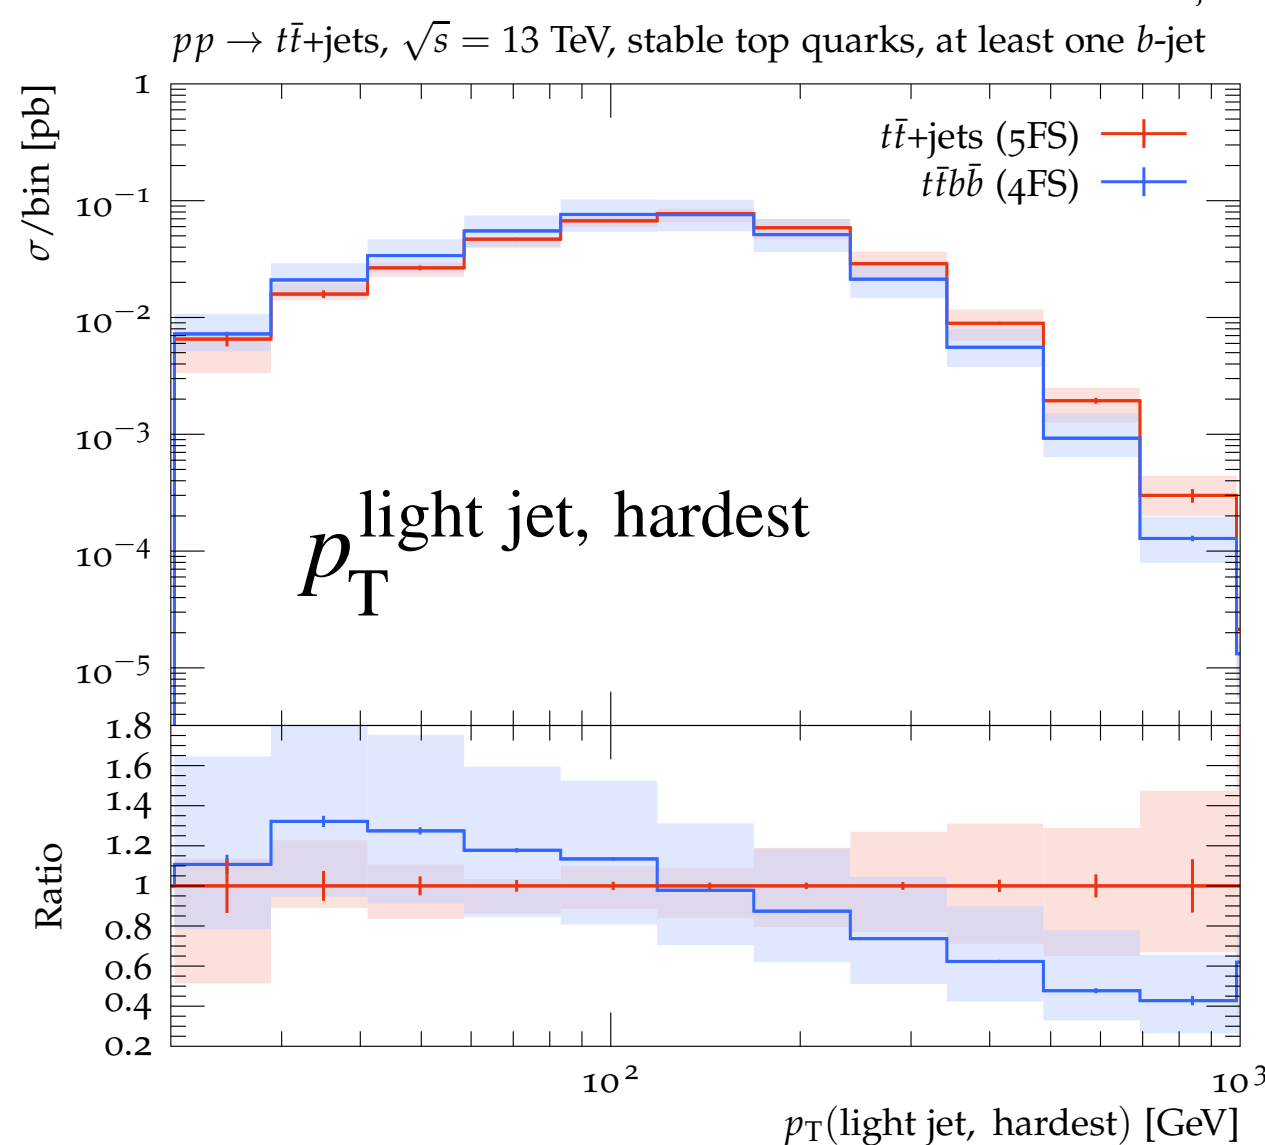 pp → tt̄+jets, √s = 13 TeV, stable top quarks, at least one b-jet
σ/bin [pb]
1
10⁻¹
10⁻²
10⁻³
10⁻⁴
10⁻⁵
tt̄+jets (5FS)
tt̄bb̄ (4FS)
p_T^light jet, hardest
Ratio
1.8
1.6
1.4
1.2
1
0.8
0.6
0.4
0.2
10² 10³
p_T(light jet, hardest) [GeV]